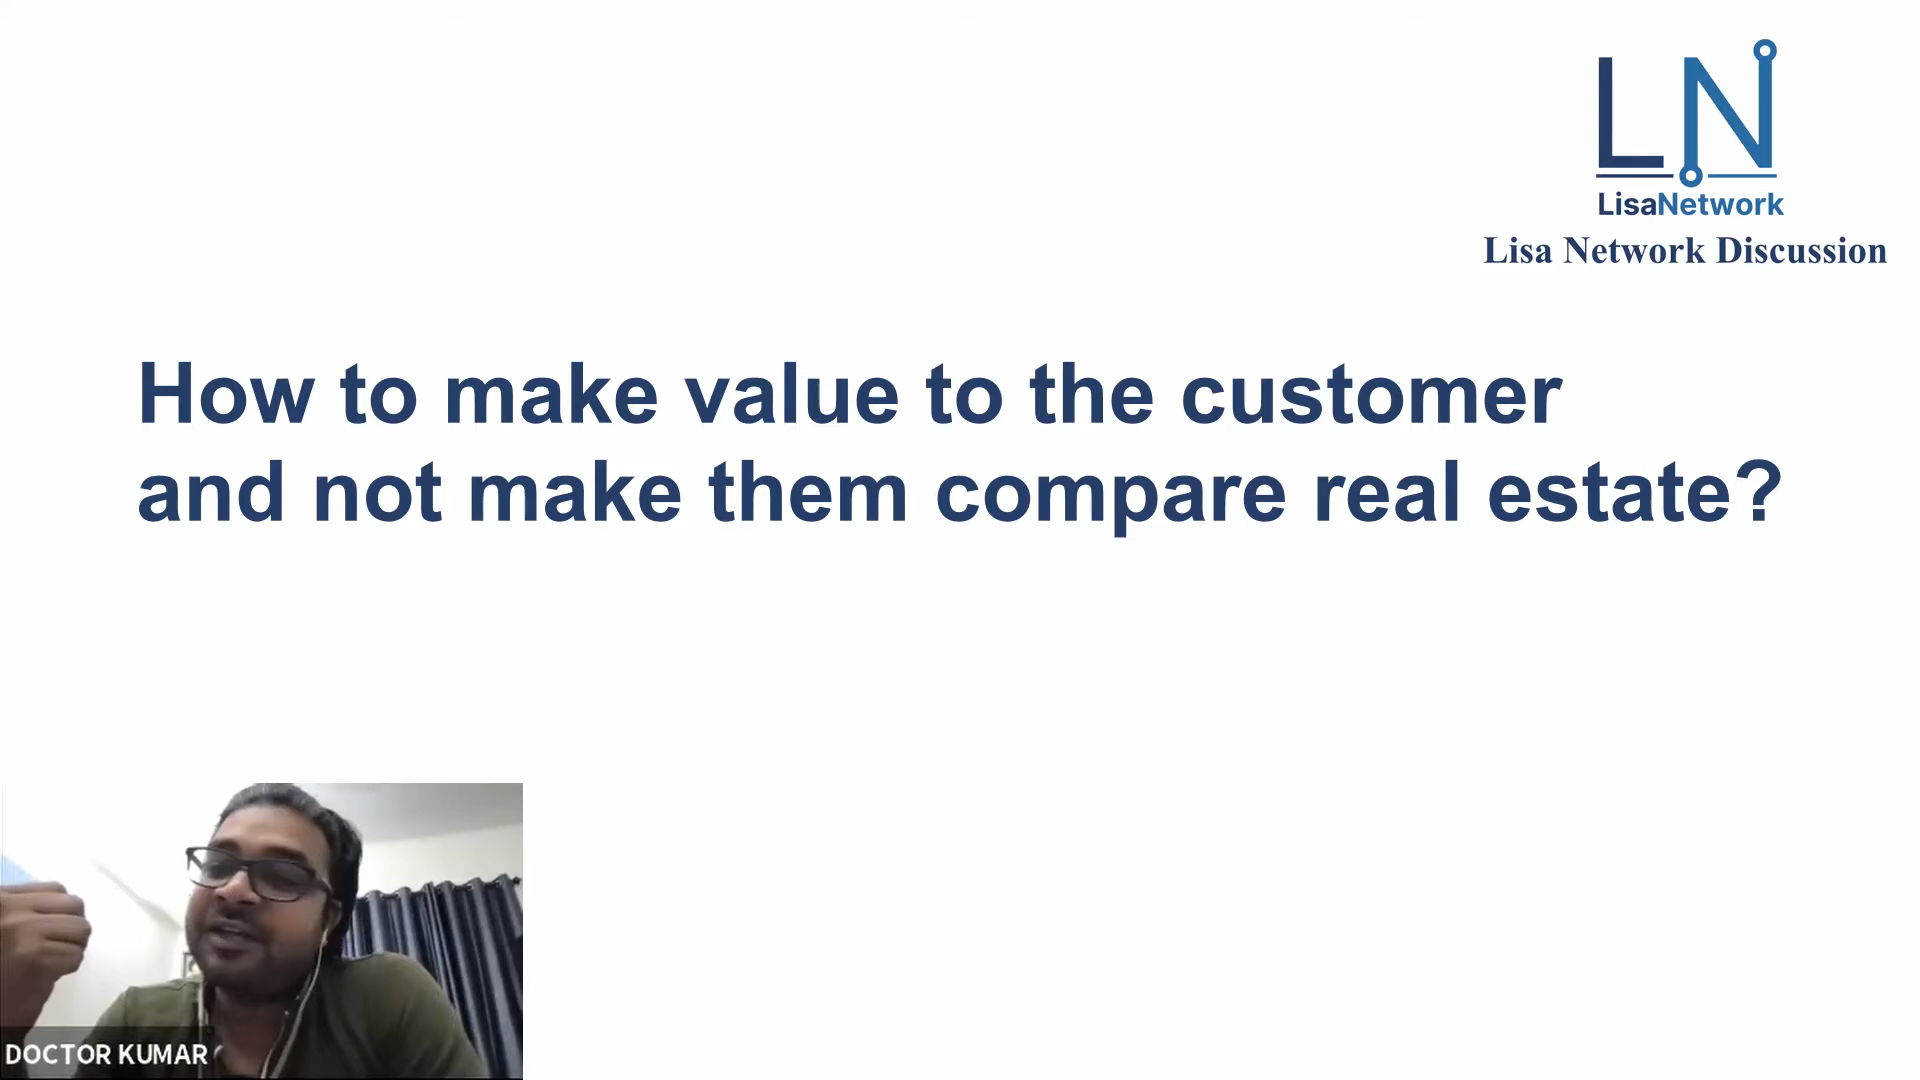 LN
LisaNetwork
Lisa Network Discussion
How to make value to the customer
and not make them compare real estate?
DOCTOR KUMAR